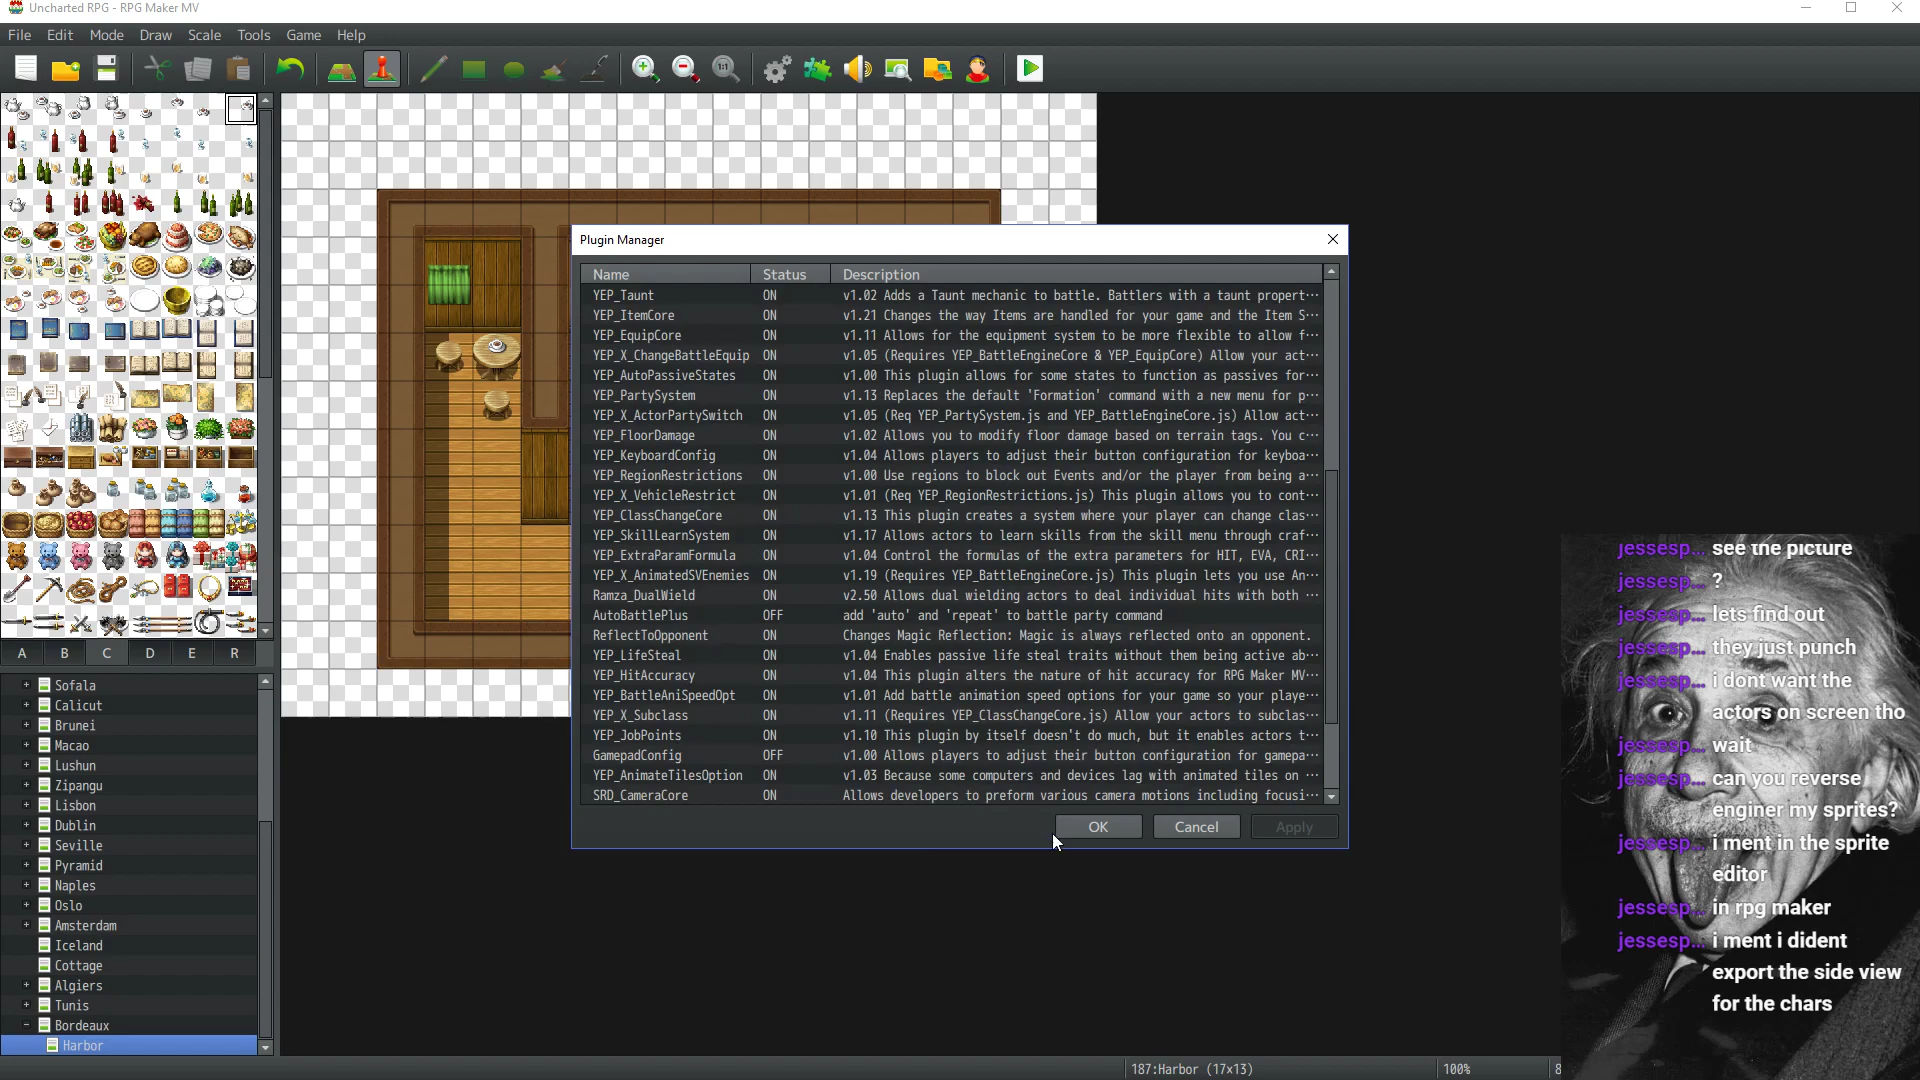 Uncharted RPG - RPG Maker MV
File Edit Mode Draw Scale Tools Game Help
1:1
Plugin Manager
Name Status Description
YEP_Taunt ON v1.02 Adds a Taunt mechanic to battle. Battlers with a taunt propert···
YEP_ItemCore ON v1.21 Changes the way Items are handled for your game and the Item S···
YEP_EquipCore ON v1.11 Allows for the equipment system to be more flexible to allow f···
YEP_X_ChangeBattleEquip ON v1.05 (Requires YEP_BattleEngineCore & YEP_EquipCore) Allow your act···
YEP_AutoPassiveStates ON v1.00 This plugin allows for some states to function as passives for···
YEP_PartySystem ON v1.13 Replaces the default 'Formation' command with a new menu for p···
YEP_X_ActorPartySwitch ON v1.05 (Req YEP_PartySystem.js and YEP_BattleEngineCore.js) Allow act···
YEP_FloorDamage ON v1.02 Allows you to modify floor damage based on terrain tags. You c···
YEP_KeyboardConfig ON v1.04 Allows players to adjust their button configuration for keyboa···
YEP_RegionRestrictions ON v1.00 Use regions to block out Events and/or the player from being a···
YEP_X_VehicleRestrict ON v1.01 (Req YEP_RegionRestrictions.js) This plugin allows you to cont···
YEP_ClassChangeCore ON v1.13 This plugin creates a system where your player can change clas···
YEP_SkillLearnSystem ON v1.17 Allows actors to learn skills from the skill menu through craf···
YEP_ExtraParamFormula ON v1.04 Control the formulas of the extra parameters for HIT, EVA, CRI···
YEP_X_AnimatedSVEnemies ON v1.19 (Requires YEP_BattleEngineCore.js) This plugin lets you use An···
Ramza_DualWield ON v2.50 Allows dual wielding actors to deal individual hits with both ···
AutoBattlePlus OFF add 'auto' and 'repeat' to battle party command
ReflectToOpponent ON Changes Magic Reflection: Magic is always reflected onto an opponent.
YEP_LifeSteal ON v1.04 Enables passive life steal traits without them being active ab···
YEP_HitAccuracy ON v1.04 This plugin alters the nature of hit accuracy for RPG Maker MV···
YEP_BattleAniSpeedOpt ON v1.01 Add battle animation speed options for your game so your playe···
YEP_X_Subclass ON v1.11 (Requires YEP_ClassChangeCore.js) Allow your actors to subclas···
YEP_JobPoints ON v1.10 This plugin by itself doesn't do much, but it enables actors t···
GamepadConfig OFF v1.00 Allows players to adjust their button configuration for gamepa···
YEP_AnimateTilesOption ON v1.03 Because some computers and devices lag with animated tiles on ···
SRD_CameraCore ON Allows developers to preform various camera motions including focusi···
OK Cancel Apply
A B C D E R
Sofala
Calicut
Brunei
Macao
Lushun
Zipangu
Lisbon
Dublin
Seville
Pyramid
Naples
Oslo
Amsterdam
Iceland
Cottage
Algiers
Tunis
Bordeaux
Harbor
187:Harbor (17x13) 100% 8
jessesp... see the picture
jessesp... ?
jessesp... lets find out
jessesp... they just punch
jessesp... i dont want the
actors on screen tho
jessesp... wait
jessesp... can you reverse
enginer my sprites?
jessesp... i ment in the sprite
editor
jessesp... in rpg maker
jessesp... i ment i dident
export the side view
for the chars